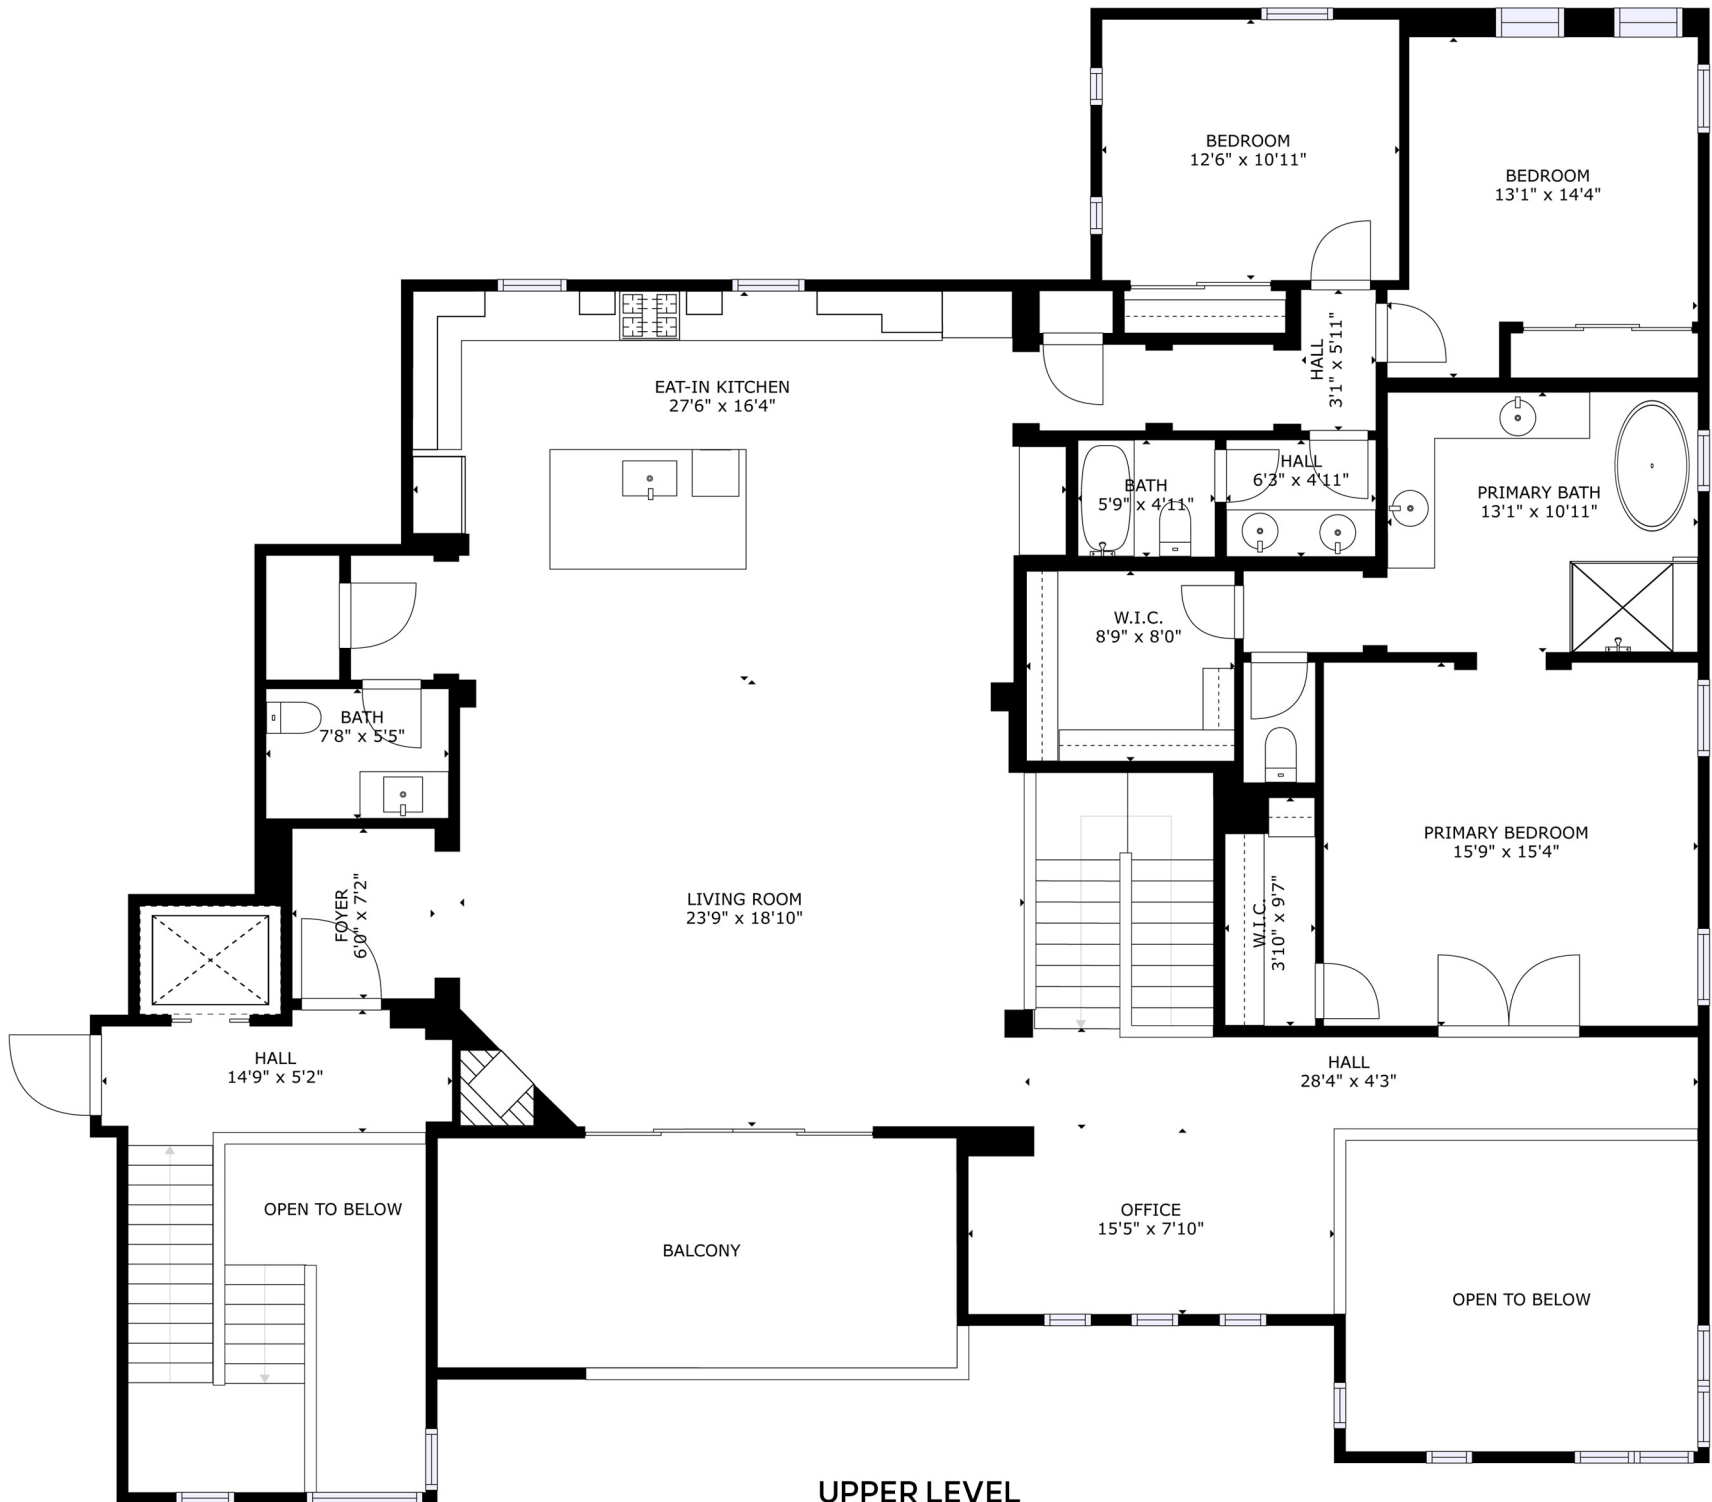 BEDROOM
12'6" x 10'11"
BEDROOM
13'1" x 14'4"
EAT-IN KITCHEN
27'6" x 16'4"
HALL
3'1" x 5'11"
BATH
5'9" x 4'11"
HALL
6'3" x 4'11"
PRIMARY BATH
13'1" x 10'11"
W.I.C.
8'9" x 8'0"
BATH
7'8" x 5'5"
PRIMARY BEDROOM
15'9" x 15'4"
FOYER
6'0" x 7'2"
LIVING ROOM
23'9" x 18'10"
W.I.C.
3'10" x 9'7"
HALL
14'9" x 5'2"
HALL
28'4" x 4'3"
OPEN TO BELOW
BALCONY
OFFICE
15'5" x 7'10"
OPEN TO BELOW
UPPER LEVEL